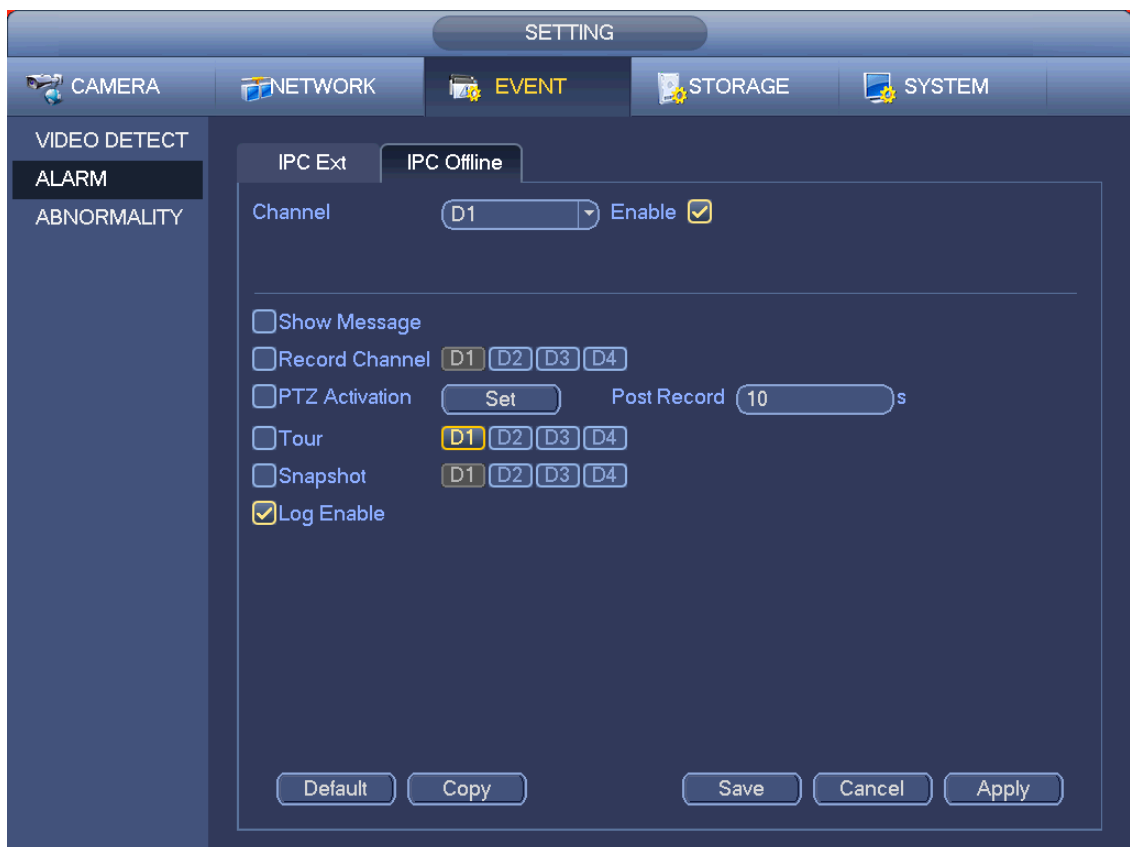 SETTING
CAMERA NETWORK EVENT STORAGE SYSTEM
VIDEO DETECT
ALARM
ABNORMALITY
IPC Ext IPC Offline
Channel D1 Enable
Show Message
Record Channel D1 D2 D3 D4
PTZ Activation Set Post Record 10 s
Tour D1 D2 D3 D4
Snapshot D1 D2 D3 D4
Log Enable
Default Copy Save Cancel Apply